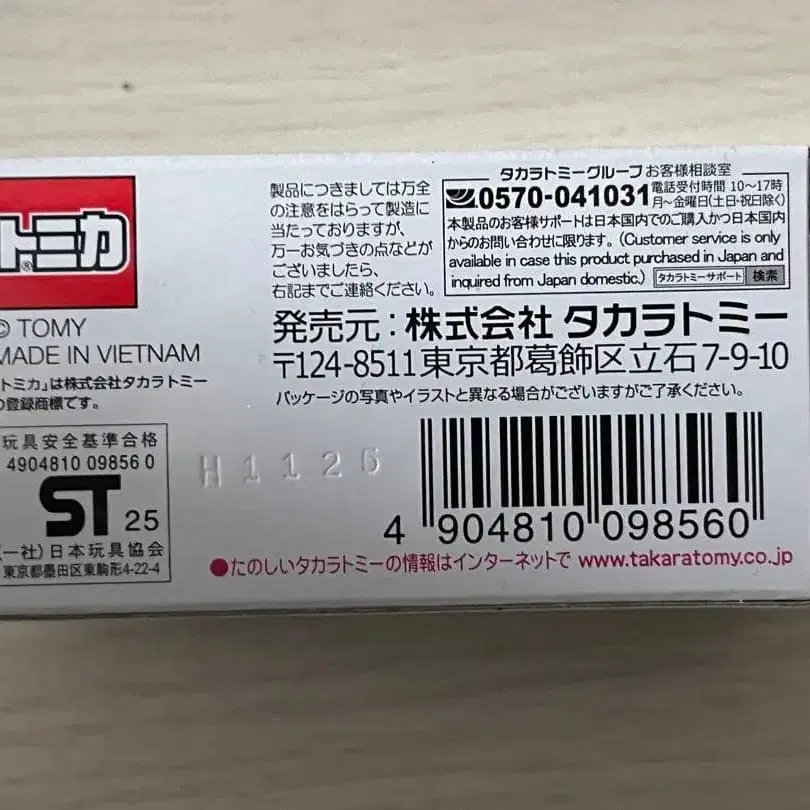 タカラトミーグループお客様相談室
0570-041031 電話受付時間 10～17時
月～金曜日(土日・祝日除く)
本製品のお客様サポートは日本国内でのご購入かつ日本国内
からのお問い合わせに限ります。(Customer service is only
available in case this product purchased in Japan and
inquired from Japan domestic.) タカラトミーサポート 検索
製品につきましては万全
の注意をはらって製造に
当たっておりますが、
万一お気づきの点などが
ございましたら、
右記までご連絡ください。
トミカ®
© TOMY
MADE IN VIETNAM
トミカ」は株式会社タカラトミー
の登録商標です。
発売元：株式会社 タカラトミー
〒124-8511 東京都葛飾区立石7-9-10
パッケージの写真やイラストと異なる場合がございますがご了承ください。
玩具安全基準合格
4904810 09856 0
ST 25
(一社)日本玩具協会
東京都墨田区東駒形4-22-4
H1125
4 904810 098560
●たのしいタカラトミーの情報はインターネットで www.takaratomy.co.jp